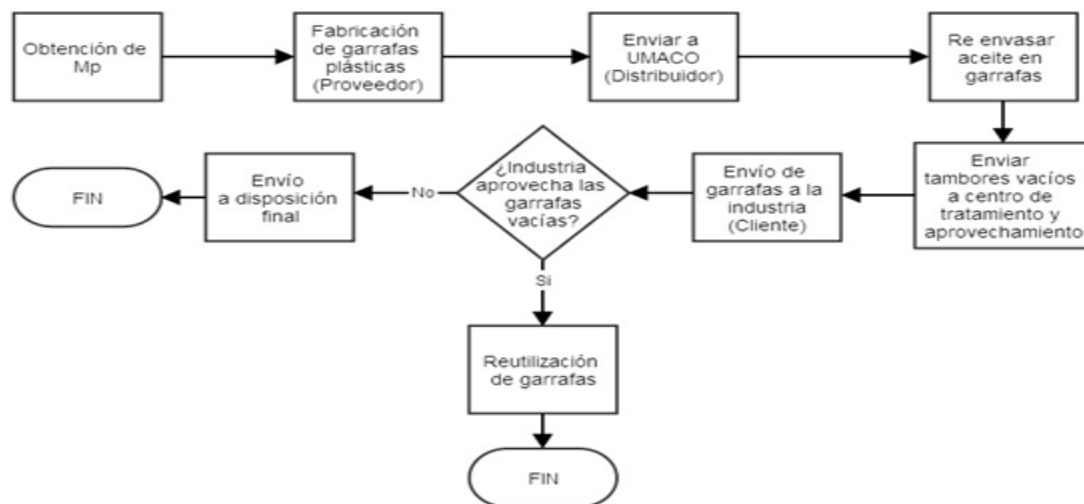 Obtención de
Mp
Fabricación
de garrafas
plásticas
(Proveedor)
Enviar a
UMACO
(Distribuidor)
Re envasar
aceite en
garrafas
Enviar
tambores vacíos
a centro de
tratamiento y
aprovechamiento
Envío de
garrafas a la
industria
(Cliente)
¿Industria
aprovecha las
garrafas
vacías?
No
Envío
a disposición
final
FIN
Si
Reutilización
de garrafas
FIN